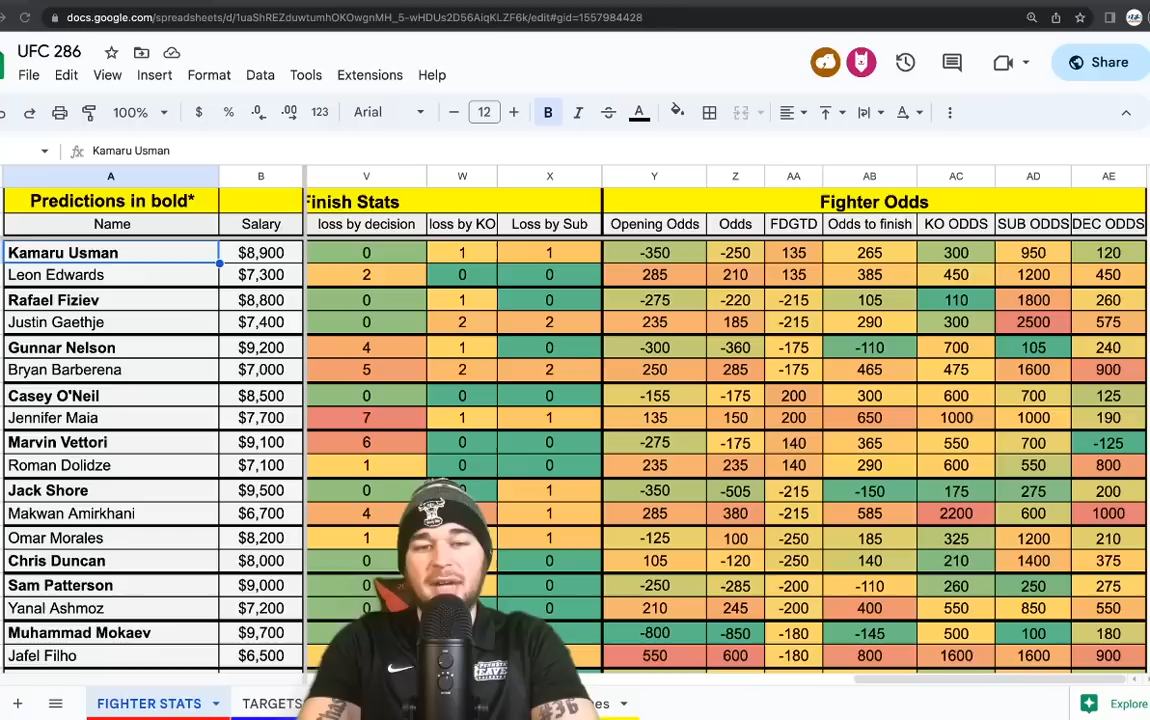 docs.google.com/spreadsheets/d/1uaShREZduwtumhOKOwgnMH_5-wHDUs2D56AiqKLZF6k/edit#gid=1557984428
UFC 286
File Edit View Insert Format Data Tools Extensions Help
Share
100% $ % .0 .00 123 Arial 12 B I A
Kamaru Usman
A B V W X Y Z AA AB AC AD AE
Predictions in bold* Finish Stats Fighter Odds
Name Salary loss by decision loss by KO Loss by Sub Opening Odds Odds FDGTD Odds to finish KO ODDS SUB ODDS DEC ODDS
Kamaru Usman $8,900 0 1 1 -350 -250 135 265 300 950 120
Leon Edwards $7,300 2 0 0 285 210 135 385 450 1200 450
Rafael Fiziev $8,800 0 1 0 -275 -220 -215 105 110 1800 260
Justin Gaethje $7,400 0 2 2 235 185 -215 290 300 2500 575
Gunnar Nelson $9,200 4 1 0 -300 -360 -175 -110 700 105 240
Bryan Barberena $7,000 5 2 2 250 285 -175 465 475 1600 900
Casey O'Neil $8,500 0 0 0 -155 -175 200 300 600 700 125
Jennifer Maia $7,700 7 1 1 135 150 200 650 1000 1000 190
Marvin Vettori $9,100 6 0 0 -275 -175 140 365 550 700 -125
Roman Dolidze $7,100 1 0 0 235 235 140 290 600 550 800
Jack Shore $9,500 0 1 -350 -505 -215 -150 175 275 200
Makwan Amirkhani $6,700 4 1 285 380 -215 585 2200 600 1000
Omar Morales $8,200 1 1 -125 100 -250 185 325 1200 210
Chris Duncan $8,000 0 0 105 -120 -250 140 210 1400 375
Sam Patterson $9,000 0 0 -250 -285 -200 -110 260 250 275
Yanal Ashmoz $7,200 0 0 210 245 -200 400 550 850 550
Muhammad Mokaev $9,700 0 -800 -850 -180 -145 500 100 180
Jafel Filho $6,500 0 550 600 -180 800 1600 1600 900
FIGHTER STATS TARGETS
Explore